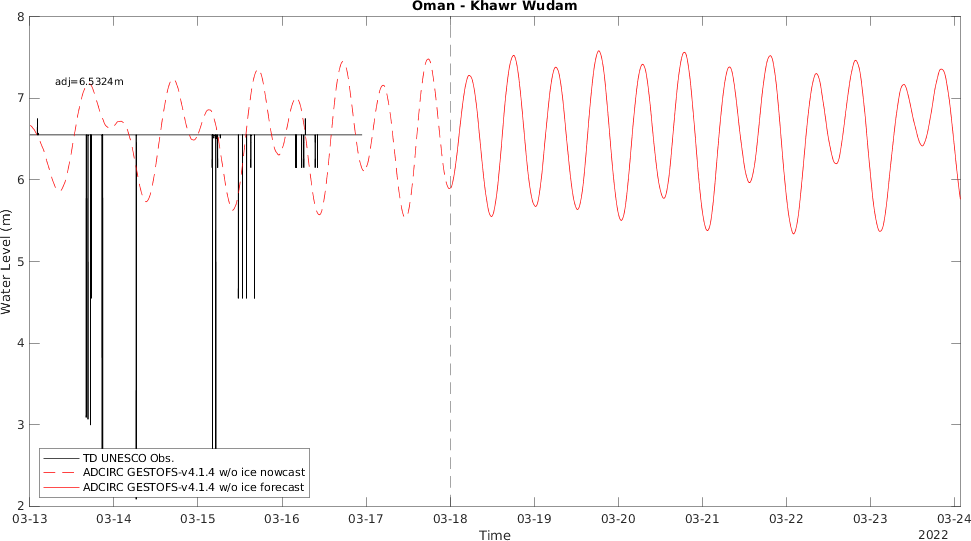 Oman - Khawr Wudam
8
7
6
5
4
3
2
Water Level (m)
adj=6.5324m
TD UNESCO Obs.
ADCIRC GESTOFS-v4.1.4 w/o ice nowcast
ADCIRC GESTOFS-v4.1.4 w/o ice forecast
03-13 03-14 03-15 03-16 03-17 03-18 03-19 03-20 03-21 03-22 03-23 03-24
Time
2022